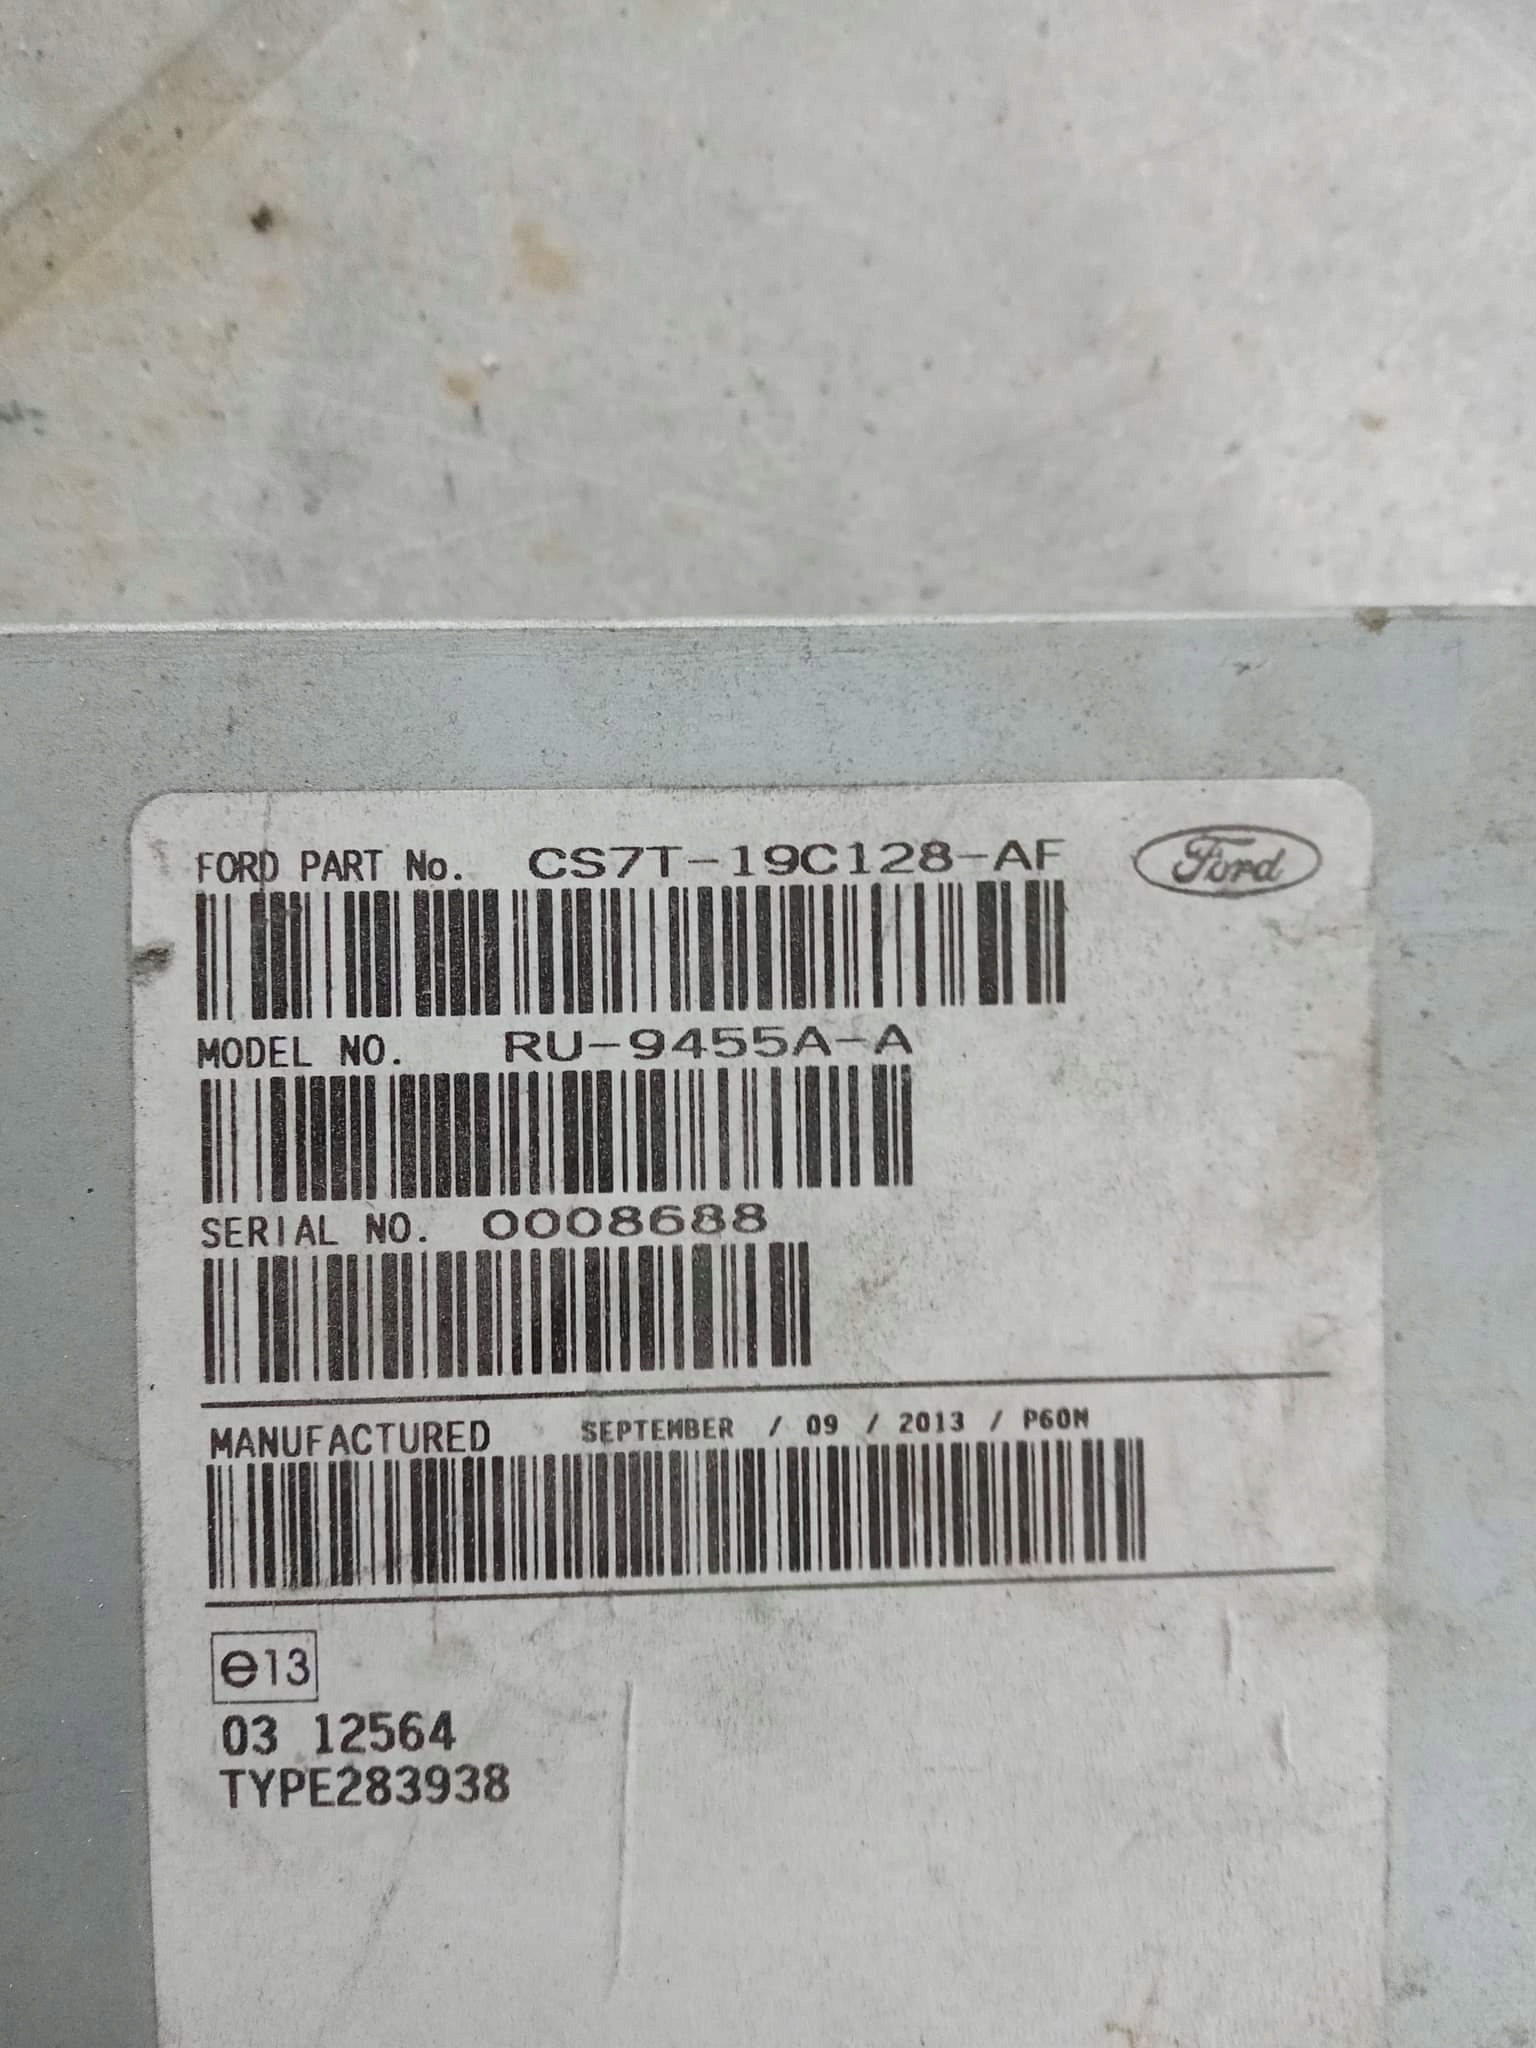 FORD PART No. CS7T-19C128-AF Ford
MODEL NO. RU-9455A-A
SERIAL NO. 0008688
MANUFACTURED SEPTEMBER / 09 / 2013 / P60M
e13
03 12564
TYPE283938